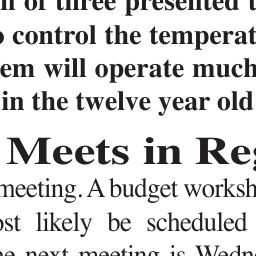 of three presented
control the temperat
em will operate much
in the twelve year old
Meets in Reg
meeting. A budget worksh
ost likely be scheduled
next meeting is Wedn